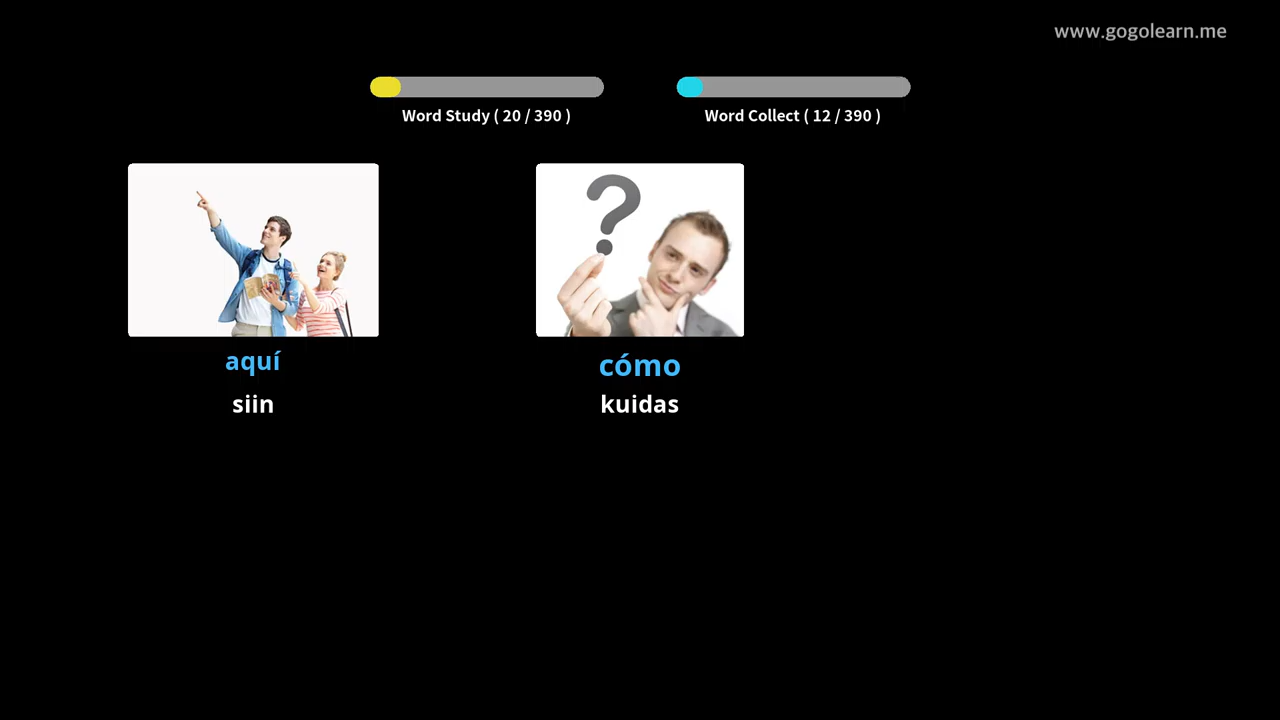 www.gogolearn.me
Word Study ( 20 / 390 )
Word Collect ( 12 / 390 )
?
aquí
siin
cómo
kuidas